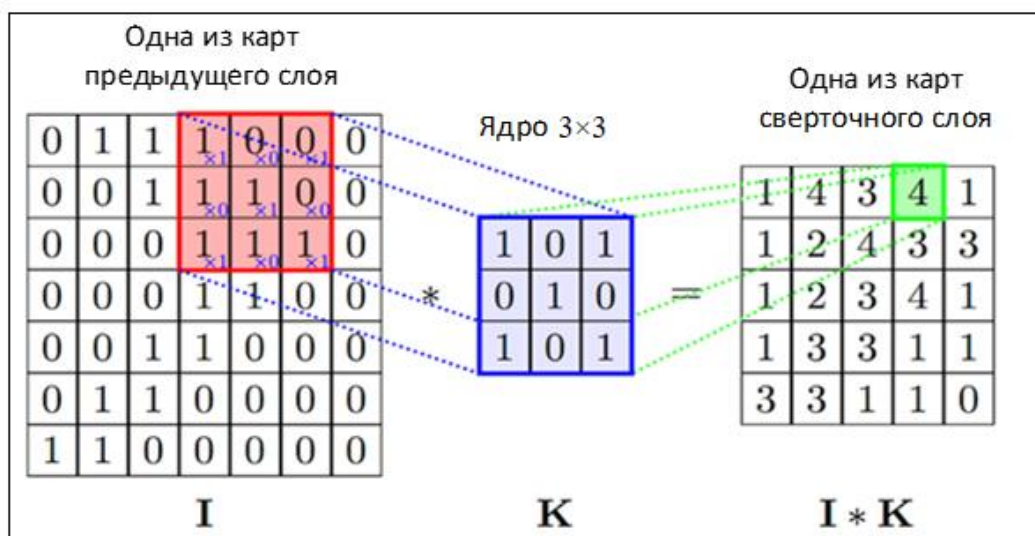 Одна из карт
предыдущего слоя
Ядро 3×3
Одна из карт
сверточного слоя
0 1 1 1×1 0×0 0×1 0
0 0 1 1×0 1×1 0×0 0
0 0 0 1×1 1×0 1×1 0
0 0 0 1 1 0 0
0 0 1 1 0 0 0
0 1 1 0 0 0 0
1 1 0 0 0 0 0
I
*
1 0 1
0 1 0
1 0 1
K
=
1 4 3 4 1
1 2 4 3 3
1 2 3 4 1
1 3 3 1 1
3 3 1 1 0
I * K